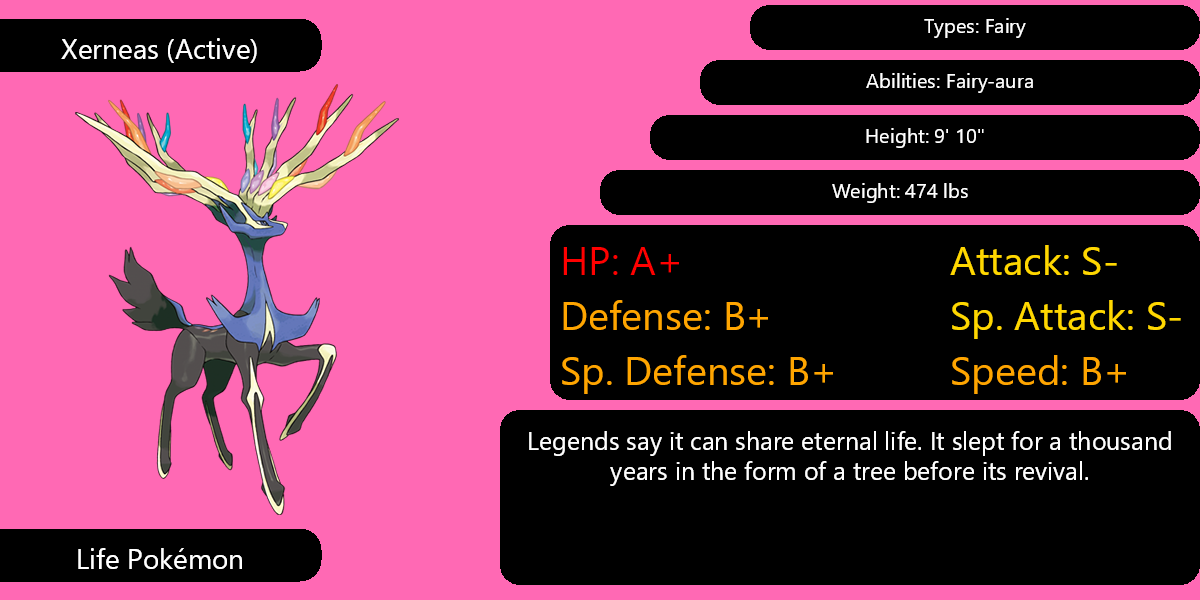 Xerneas (Active)
Types: Fairy
Abilities: Fairy-aura
Height: 9' 10"
Weight: 474 lbs
HP: A+
Attack: S-
Defense: B+
Sp. Attack: S-
Sp. Defense: B+
Speed: B+
Legends say it can share eternal life. It slept for a thousand
years in the form of a tree before its revival.
Life Pokémon